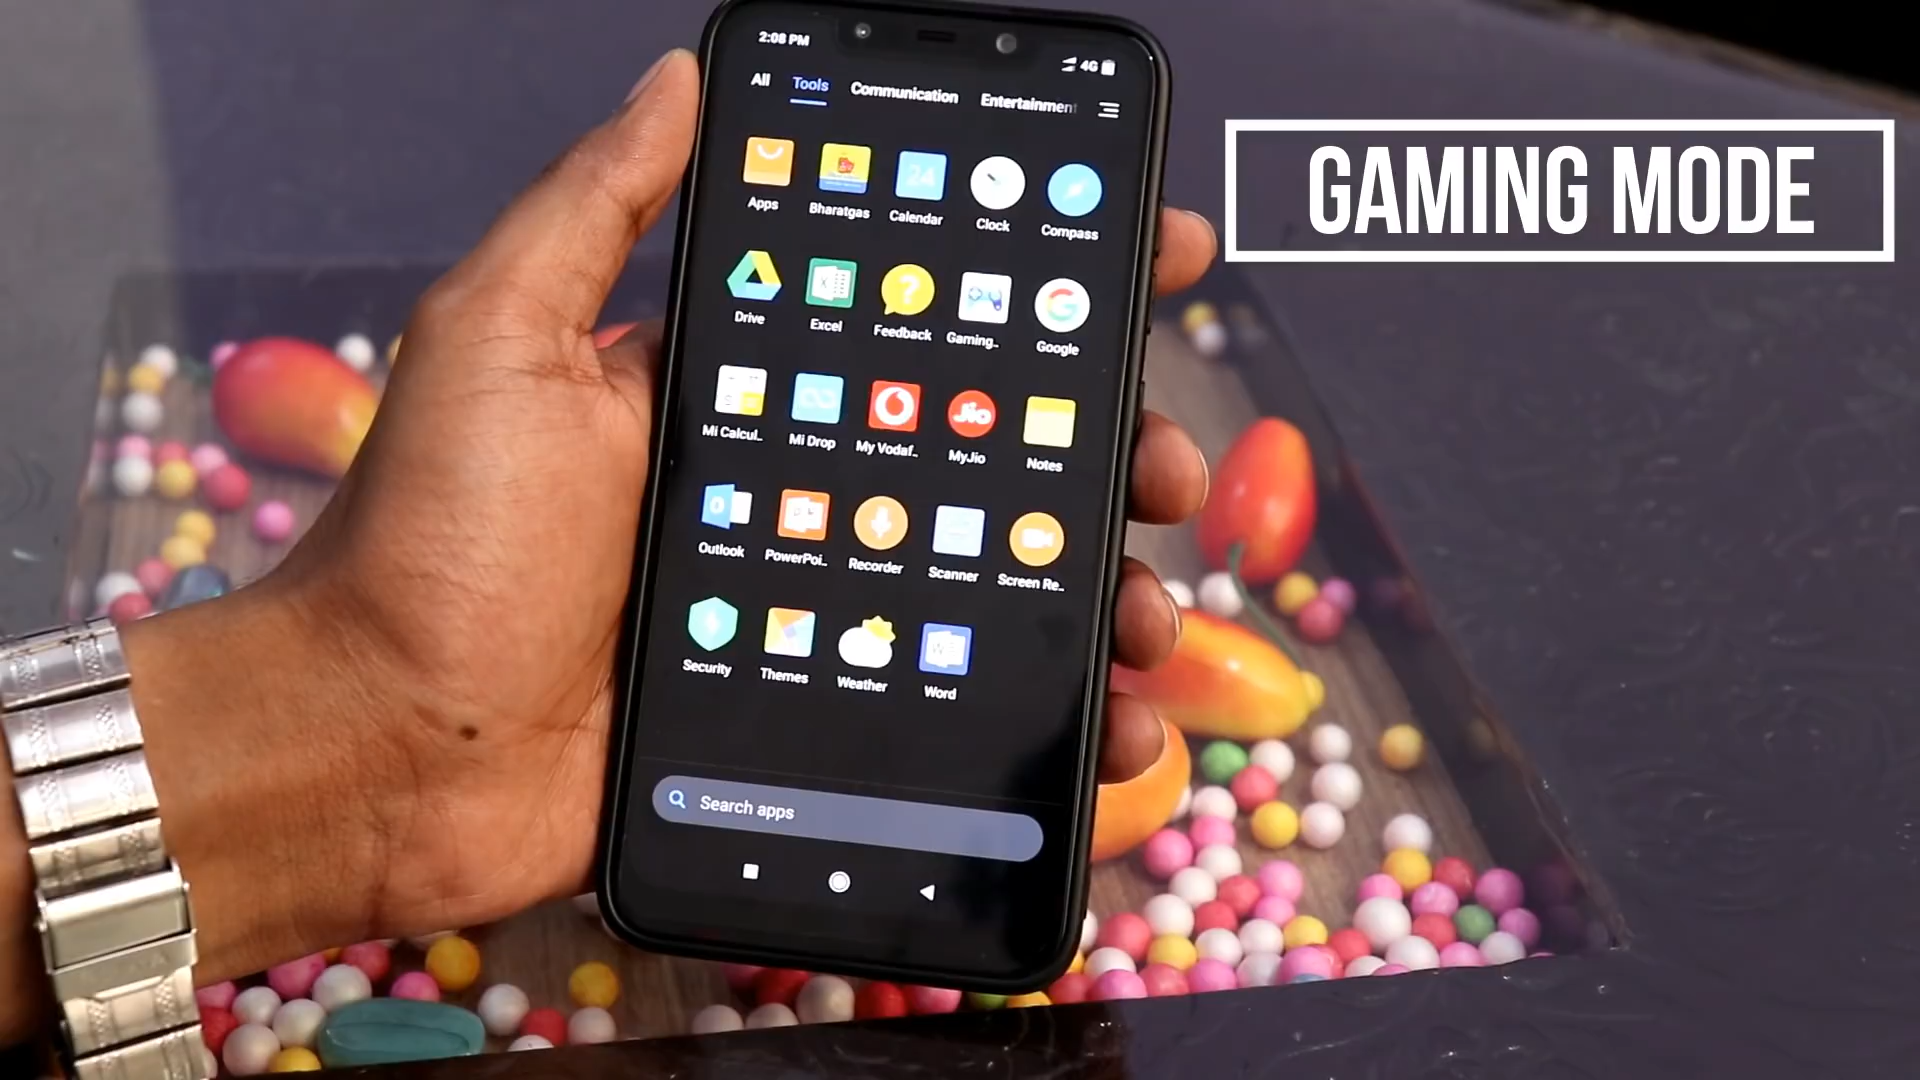 2:08 PM
4G
All Tools Communication Entertainment
GAMING MODE
24
Apps Bharatgas Calendar Clock Compass
Drive Excel Feedback Gaming.. Google
Jio
Mi Calcul.. Mi Drop My Vodaf.. MyJio Notes
Outlook PowerPoi.. Recorder Scanner Screen Re..
Security Themes Weather Word
Search apps